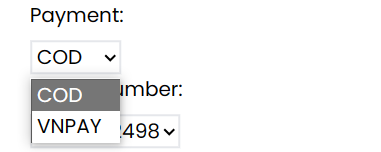 Payment:
COD
COD
umber:
VNPAY
2498